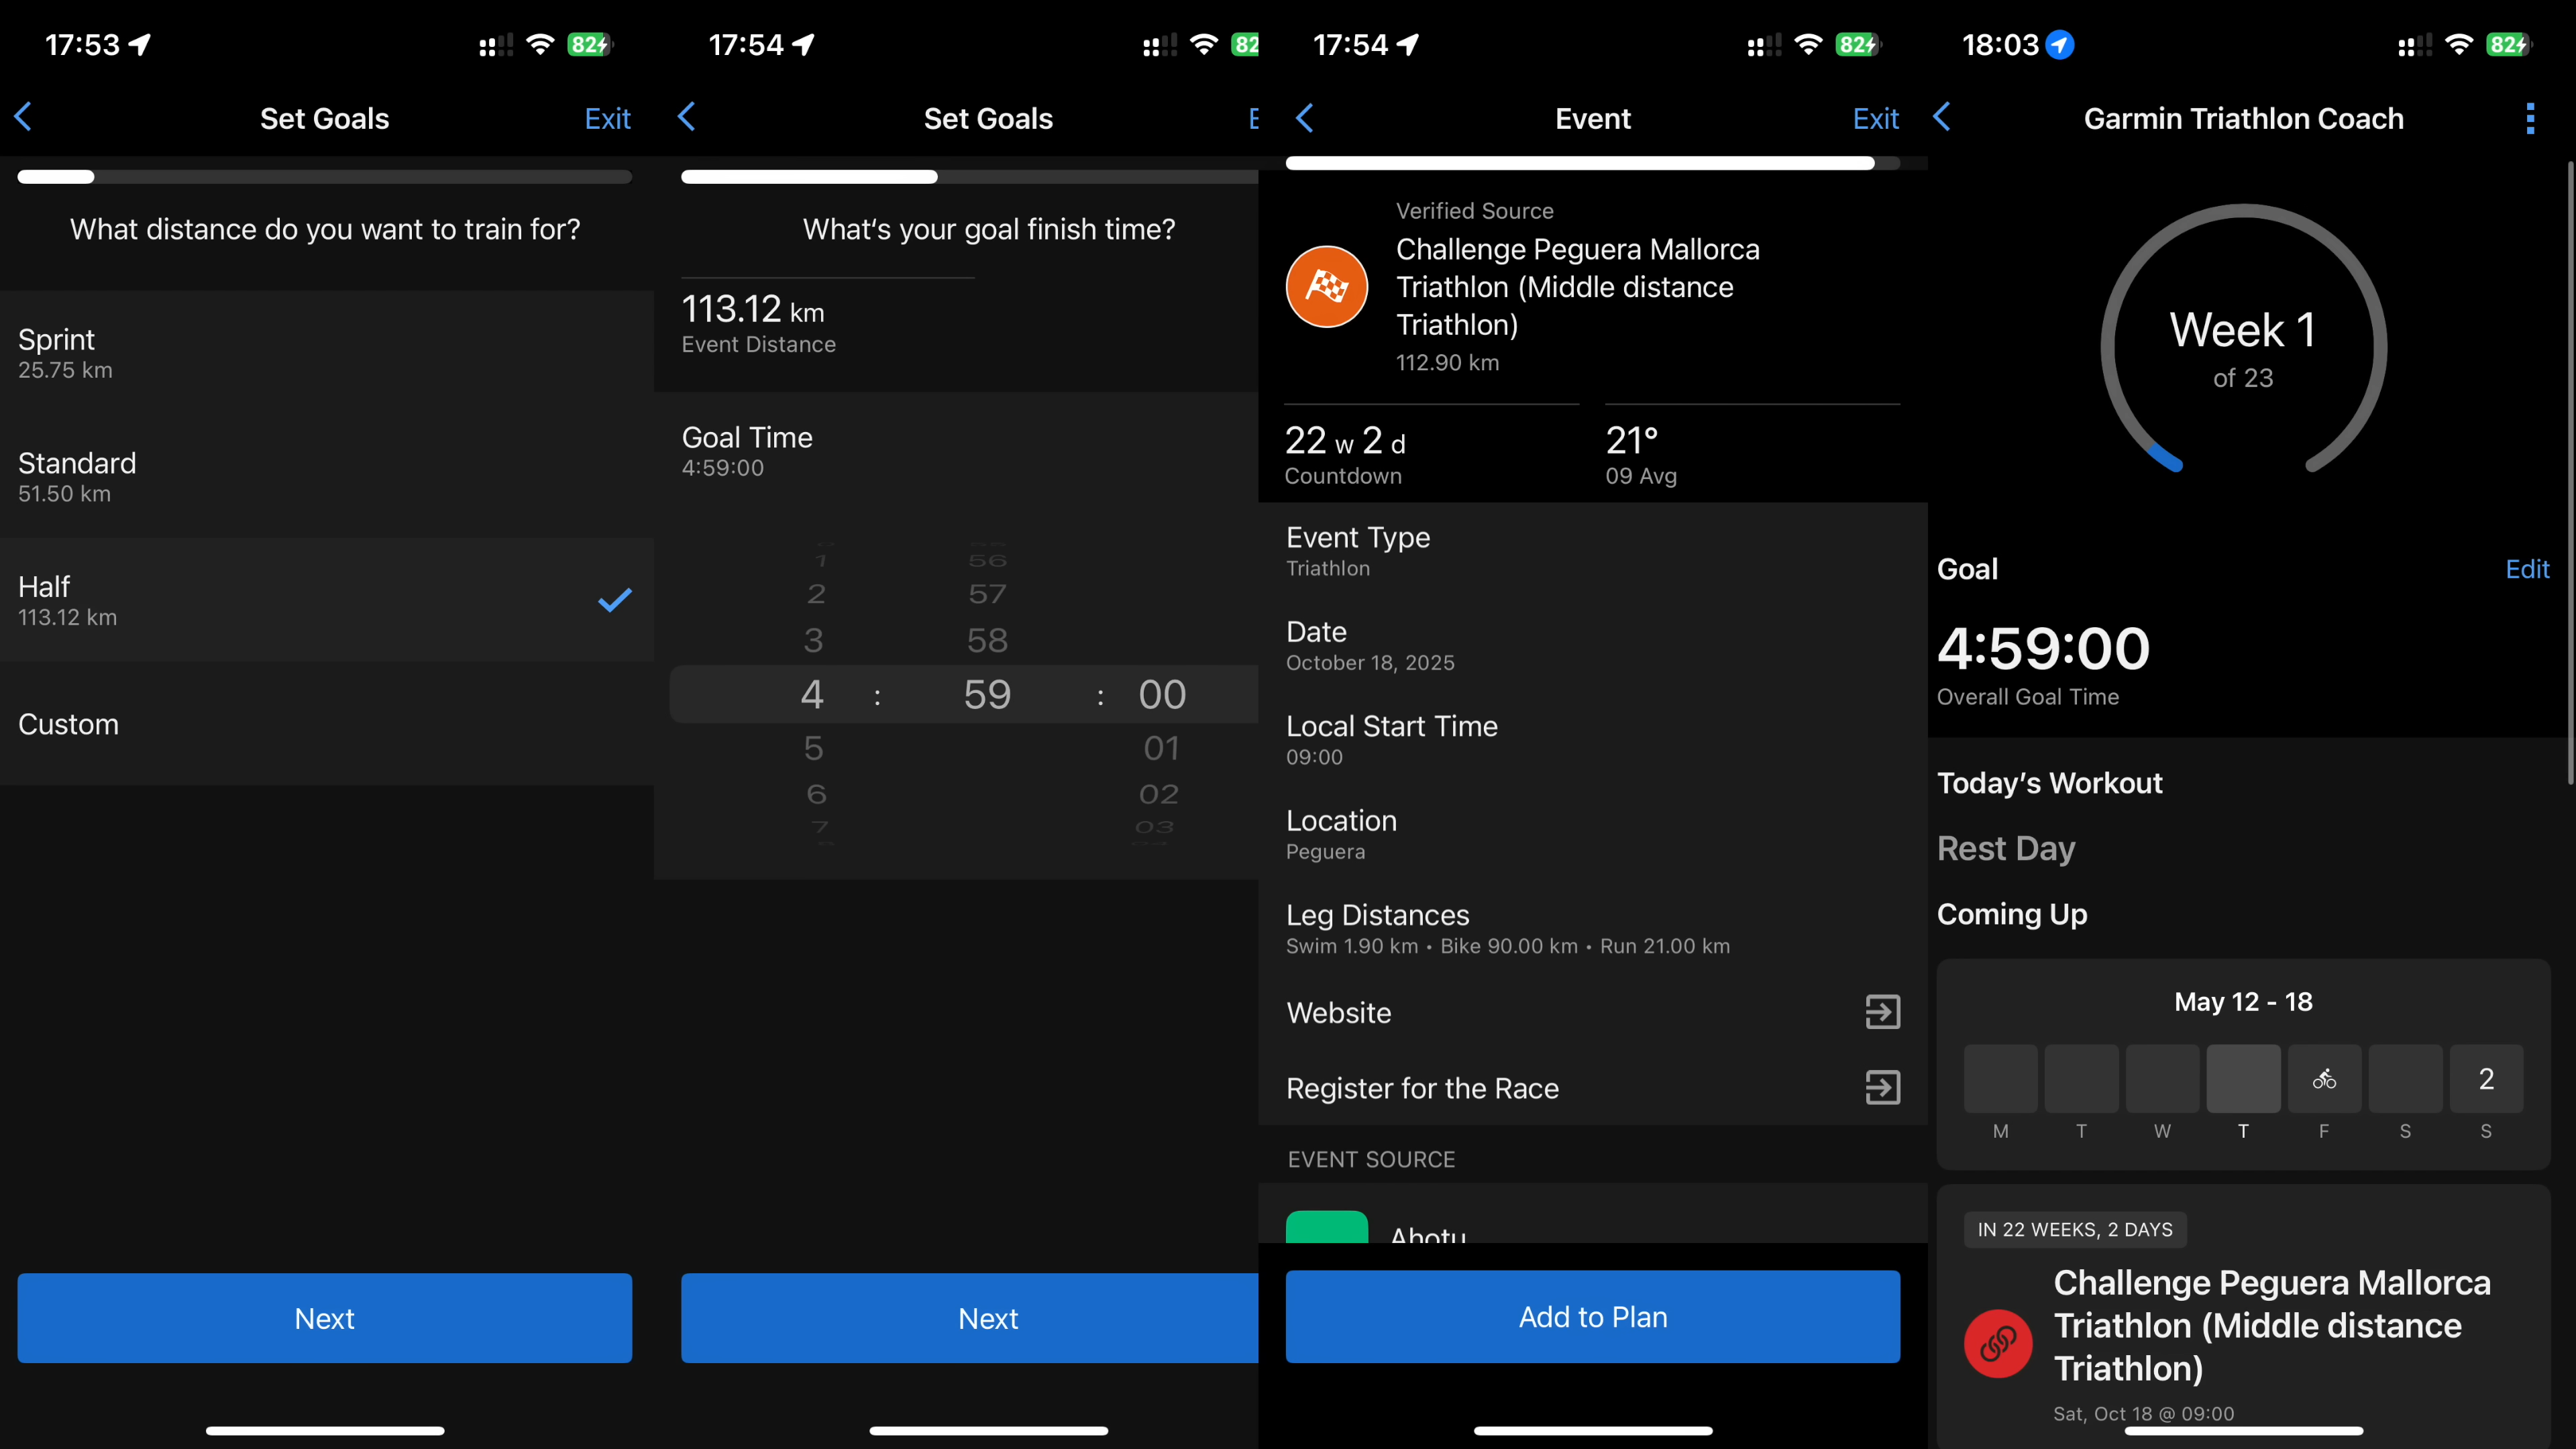 17:53
82
Set Goals
Exit
What distance do you want to train for?
Sprint
25.75 km
Standard
51.50 km
Half
113.12 km
Custom
Next
17:54
82
Set Goals
E
What's your goal finish time?
113.12 km
Event Distance
Goal Time
4:59:00
1 56
2 57
3 58
4 : 59 : 00
5 01
6 02
7 03
Next
17:54
82
Event
Exit
Verified Source
Challenge Peguera Mallorca
Triathlon (Middle distance
Triathlon)
112.90 km
22 w 2 d
Countdown
21°
09 Avg
Event Type
Triathlon
Date
October 18, 2025
Local Start Time
09:00
Location
Peguera
Leg Distances
Swim 1.90 km • Bike 90.00 km • Run 21.00 km
Website
Register for the Race
EVENT SOURCE
Ahotu
Add to Plan
18:03
82
Garmin Triathlon Coach
Week 1
of 23
Goal
Edit
4:59:00
Overall Goal Time
Today's Workout
Rest Day
Coming Up
May 12 - 18
2
M T W T F S S
IN 22 WEEKS, 2 DAYS
Challenge Peguera Mallorca
Triathlon (Middle distance
Triathlon)
Sat, Oct 18 @ 09:00